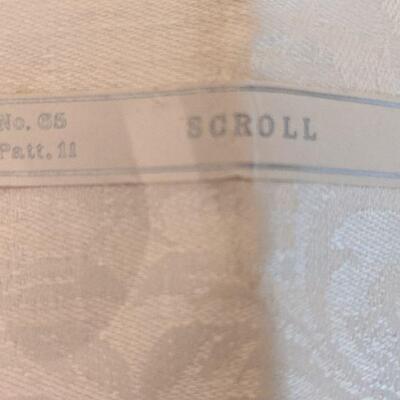 No. 65
Patt. 11
SCROLL